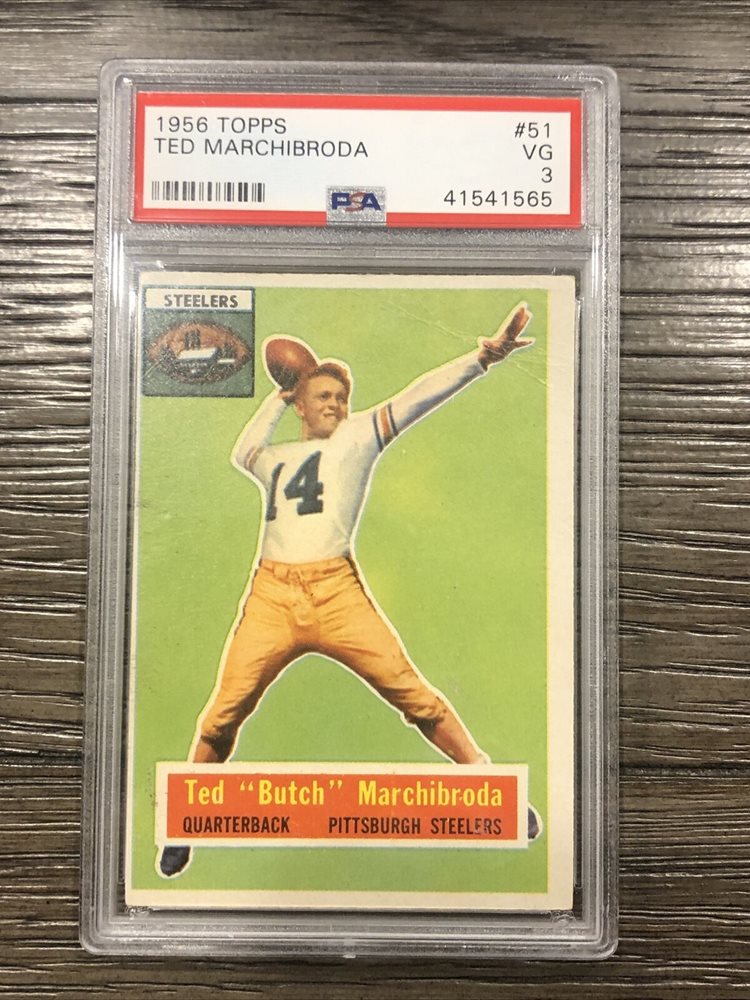 1956 TOPPS #51
TED MARCHIBRODA VG
3
PSA 41541565
STEELERS
14
Ted "Butch" Marchibroda
QUARTERBACK PITTSBURGH STEELERS